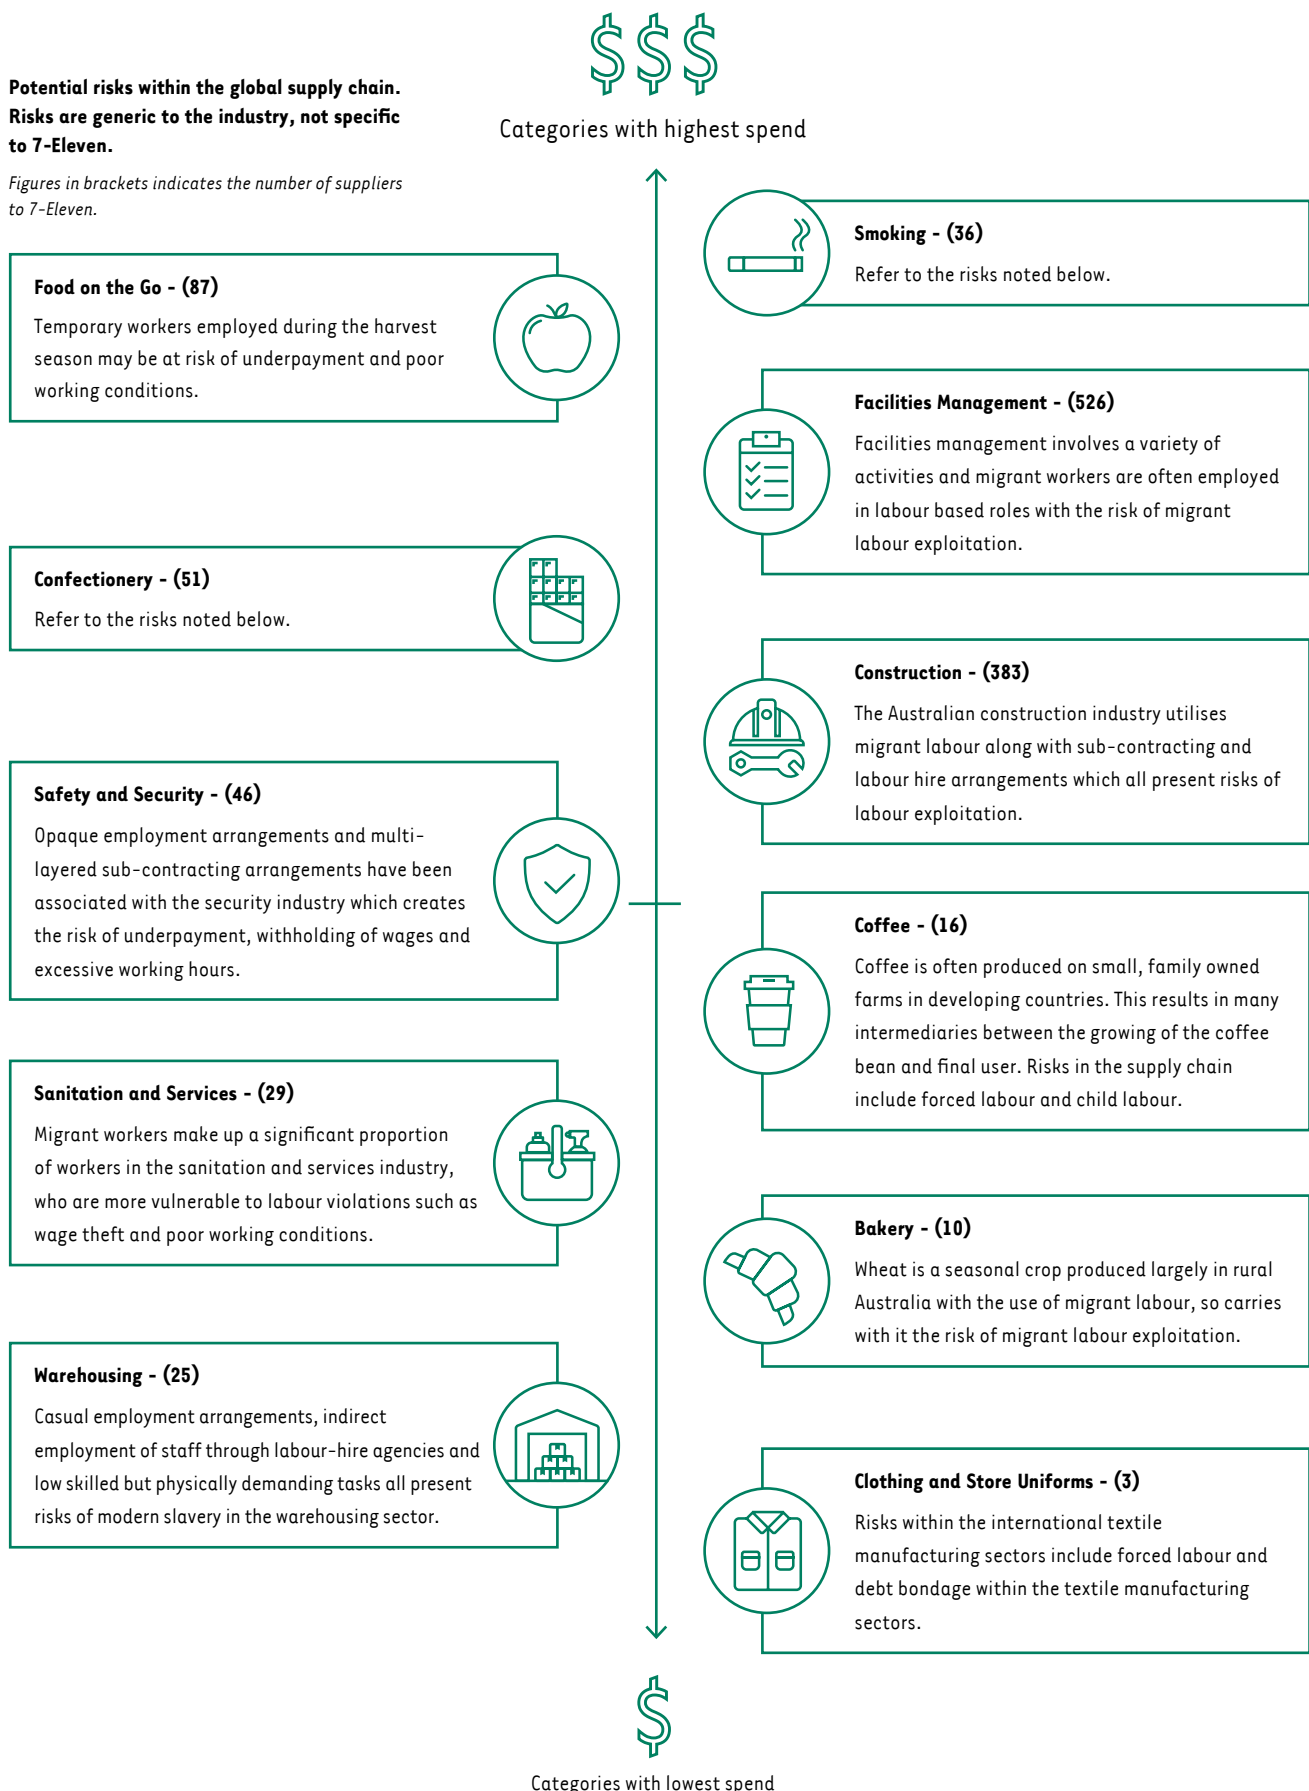 Potential risks within the global supply chain.
Risks are generic to the industry, not specific
to 7-Eleven.
Figures in brackets indicates the number of suppliers
to 7-Eleven.
$$$
Categories with highest spend
Smoking - (36)
Refer to the risks noted below.
Food on the Go - (87)
Temporary workers employed during the harvest
season may be at risk of underpayment and poor
working conditions.
Facilities Management - (526)
Facilities management involves a variety of
activities and migrant workers are often employed
in labour based roles with the risk of migrant
labour exploitation.
Confectionery - (51)
Refer to the risks noted below.
Construction - (383)
The Australian construction industry utilises
migrant labour along with sub-contracting and
labour hire arrangements which all present risks of
labour exploitation.
Safety and Security - (46)
Opaque employment arrangements and multi-
layered sub-contracting arrangements have been
associated with the security industry which creates
the risk of underpayment, withholding of wages and
excessive working hours.
Coffee - (16)
Coffee is often produced on small, family owned
farms in developing countries. This results in many
intermediaries between the growing of the coffee
bean and final user. Risks in the supply chain
include forced labour and child labour.
Sanitation and Services - (29)
Migrant workers make up a significant proportion
of workers in the sanitation and services industry,
who are more vulnerable to labour violations such as
wage theft and poor working conditions.
Bakery - (10)
Wheat is a seasonal crop produced largely in rural
Australia with the use of migrant labour, so carries
with it the risk of migrant labour exploitation.
Warehousing - (25)
Casual employment arrangements, indirect
employment of staff through labour-hire agencies and
low skilled but physically demanding tasks all present
risks of modern slavery in the warehousing sector.
Clothing and Store Uniforms - (3)
Risks within the international textile
manufacturing sectors include forced labour and
debt bondage within the textile manufacturing
sectors.
$
Categories with lowest spend